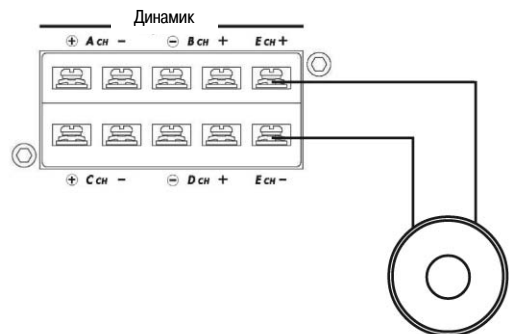 Динамик
⊕ A CH − ⊖ B CH + E CH +
⊕ C CH − ⊖ D CH + E CH −